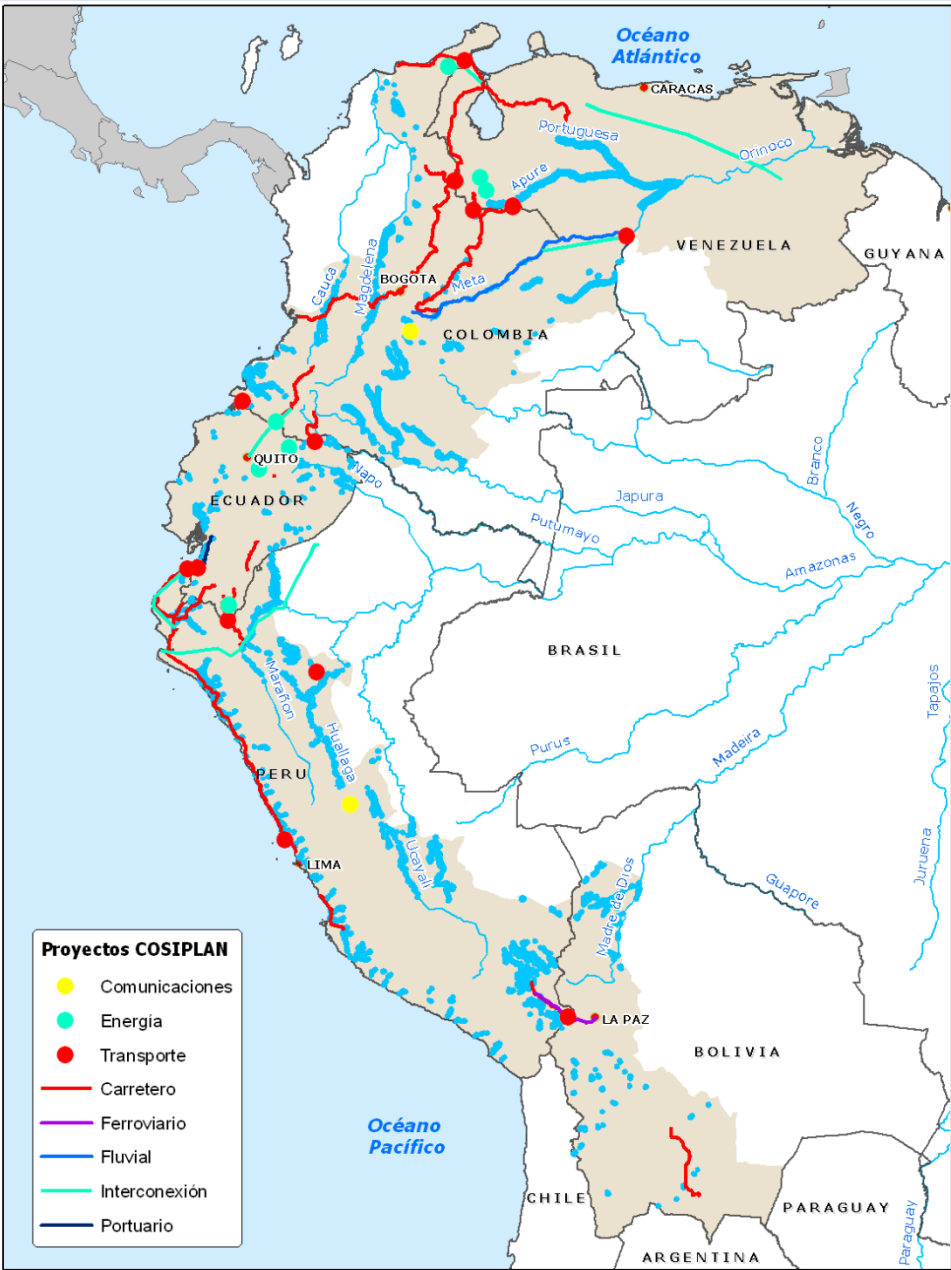 Océano
Atlántico
CARACAS
Portuguesa
Orinoco
Apure
VENEZUELA
GUYANA
BOGOTA
Meta
Magdelena
Cauca
COLOMBIA
QUITO
Napo
ECUADOR
Japura
Branco
Negro
Putumayo
Amazonas
BRASIL
Marañon
Tapajos
Huallaga
Purus
Madeira
PERU
LIMA
Ucayali
Juruena
Guapore
Madre de Dios
Proyectos COSIPLAN
Comunicaciones
Energía
Transporte
Carretero
Ferroviario
Fluvial
Interconexión
Portuario
LA PAZ
BOLIVIA
Océano
Pacífico
CHILE
PARAGUAY
Paraguay
ARGENTINA